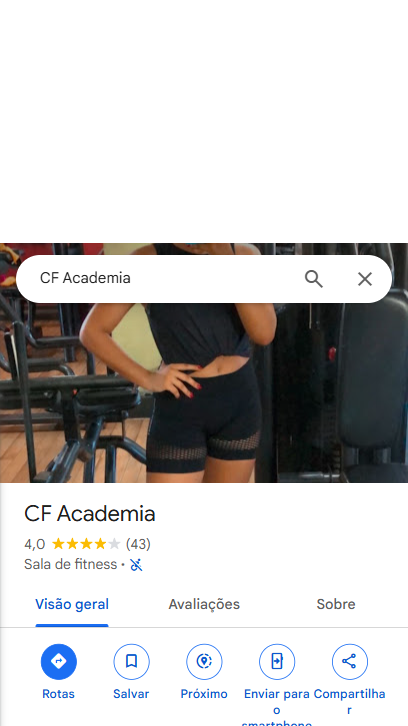 CF Academia
CF Academia
4,0 (43)
Sala de fitness ·
Visão geral
Avaliações
Sobre
Rotas
Salvar
Próximo
Enviar para
o
smartphone
Compartilha
r